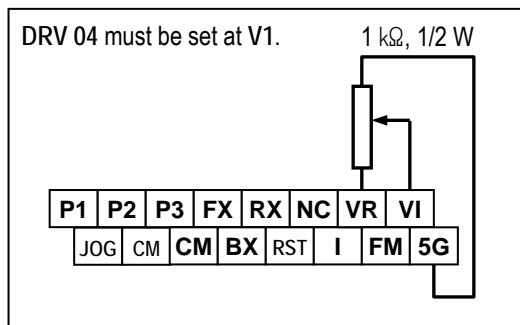 DRV 04 must be set at V1. 1 kΩ, 1/2 W
P1 P2 P3 FX RX NC VR VI
JOG CM CM BX RST I FM 5G